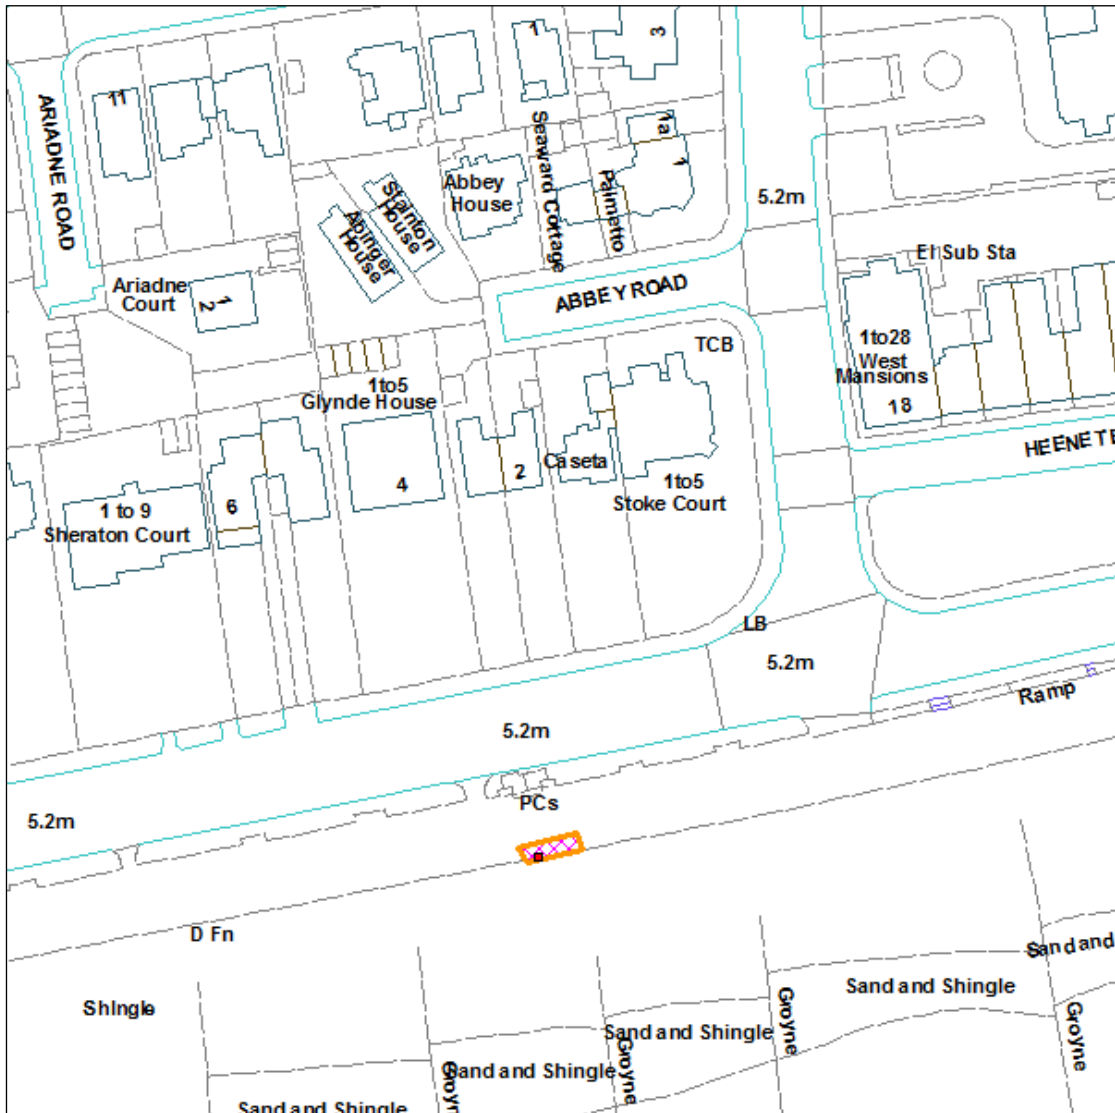 1
3
11
1a
ARIADNE ROAD
Seaward Cottage
1
Abbey
House
Stainton
House
Palmetto
5.2m
Abinger
House
El Sub Sta
Ariadne
Court
1
2
ABBEY ROAD
TCB
1to28
West
Mansions
18
1to5
Glynde House
HEENE TE
Caseta
2
4
1to5
Stoke Court
6
1 to 9
Sheraton Court
LB
5.2m
Ramp
5.2m
PCs
5.2m
D Fn
Sand and
Sand and Shingle
Shingle
Groyne
Groyne
Sand and Shingle
Groyne
Sand and Shingle
Groyn
Sand and Shingle